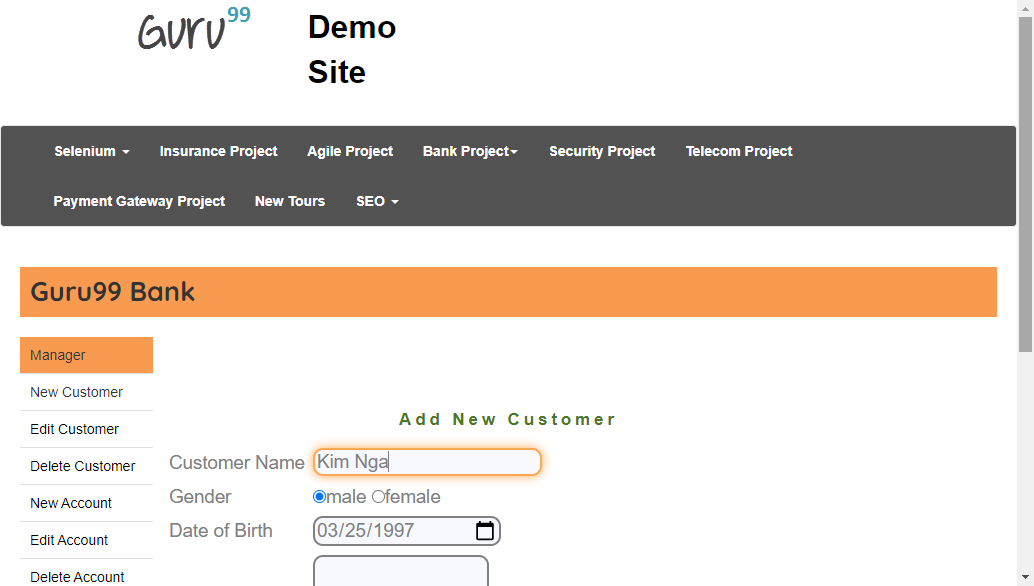 Guru99
Demo
Site
Selenium
Insurance Project
Agile Project
Bank Project
Security Project
Telecom Project
Payment Gateway Project
New Tours
SEO
Guru99 Bank
Manager
New Customer
Edit Customer
Delete Customer
New Account
Edit Account
Delete Account
Add New Customer
Customer Name Kim Nga
Gender male female
Date of Birth 03/25/1997